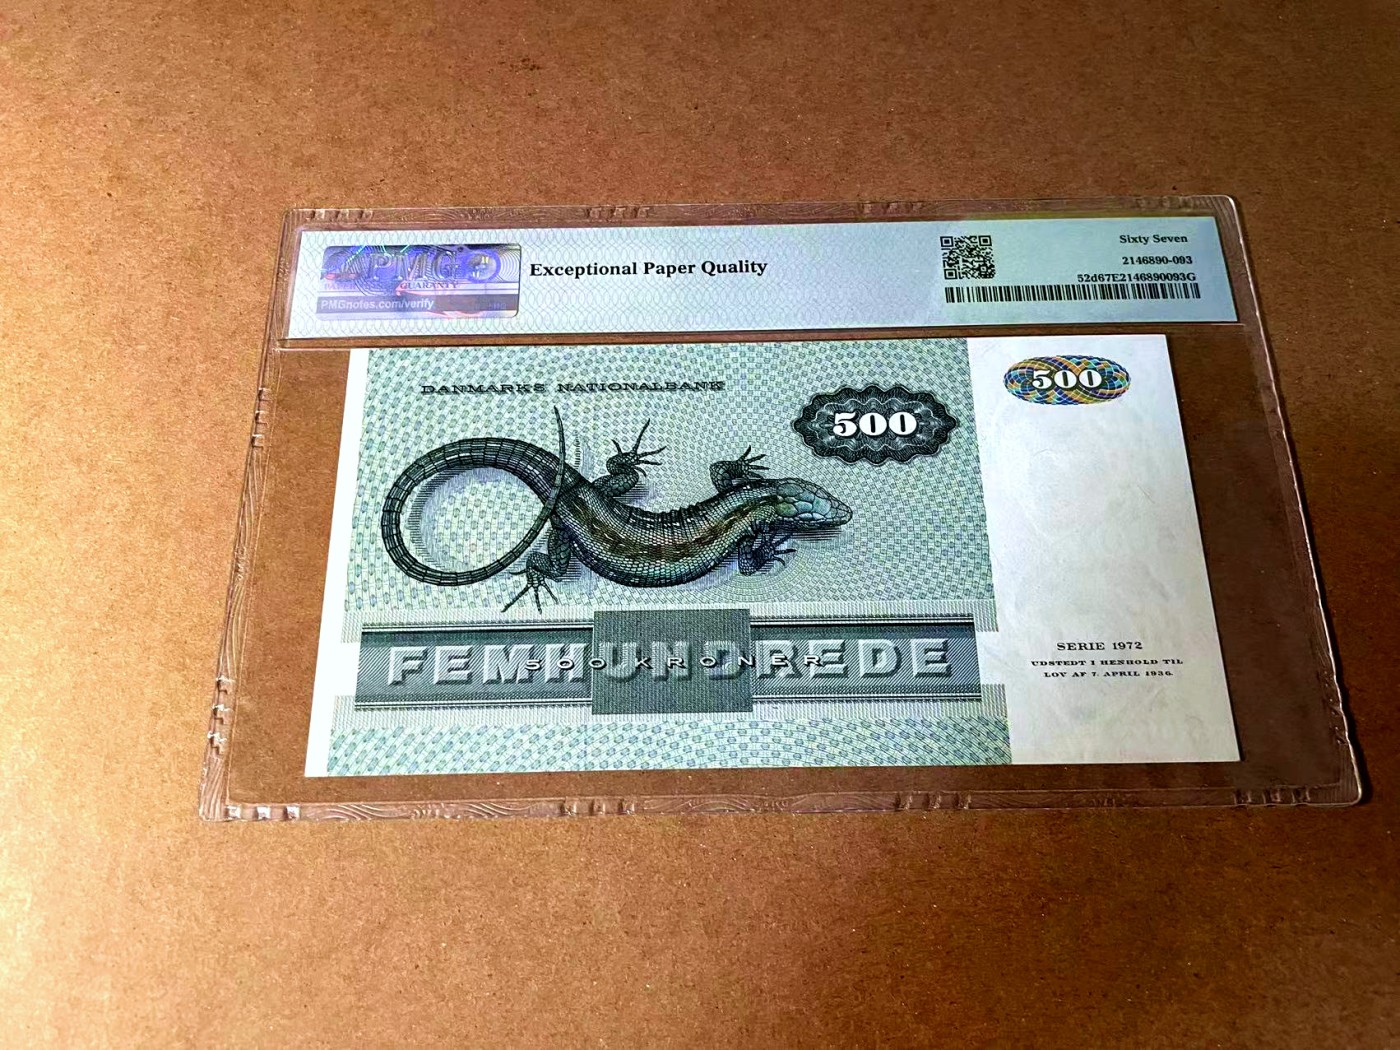 PMG
GUARANTY
PMGnotes.com/verify
Exceptional Paper Quality
Sixty Seven
2146890-093
52d67E2146890093G
DANMARKS NATIONALBANK
500
500
FEMHUNDREDE
500 KRONER
SERIE 1972
UDSTEDT I HENHOLD TIL
LOV AF 7. APRIL 1936.